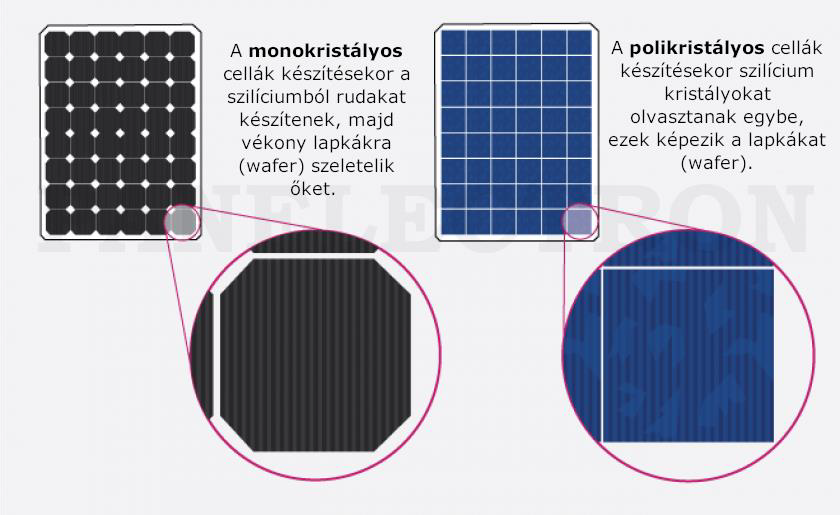 A monokristályos
cellák készítésekor a
szilíciumból rudakat
készítenek, majd
vékony lapkákra
(wafer) szeletelik
őket.
A polikristályos cellák
készítésekor szilícium
kristályokat
olvasztanak egybe,
ezek képezik a lapkákat
(wafer).